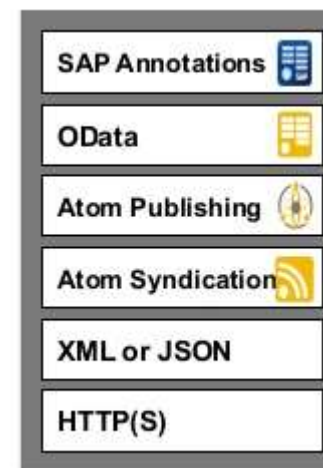 SAP Annotations
OData
Atom Publishing
Atom Syndication
XML or JSON
HTTP(S)